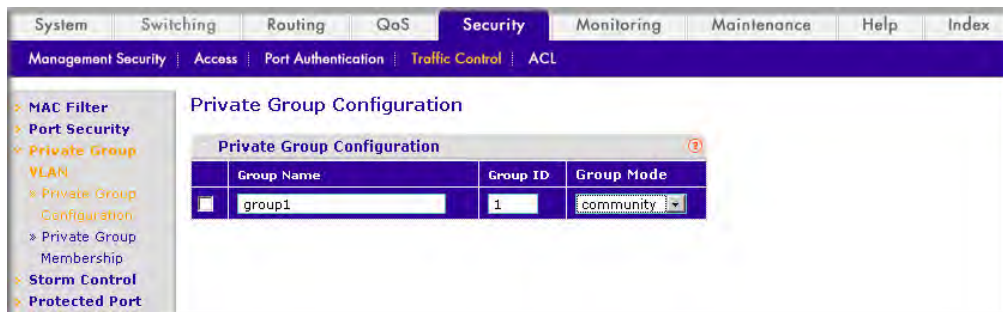 System Switching Routing QoS Security Monitoring Maintenance Help Index
Management Security Access Port Authentication Traffic Control ACL
MAC Filter
Port Security
Private Group
VLAN
» Private Group
Configuration
» Private Group
Membership
Storm Control
Protected Port
Private Group Configuration
Private Group Configuration ?
Group Name Group ID Group Mode
group1 1 community